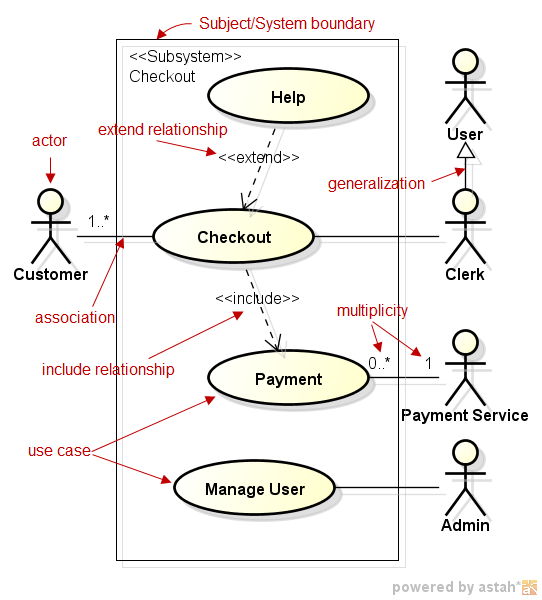 Subject/System boundary
<<Subsystem>>
Checkout
Help
User
extend relationship
<<extend>>
actor
generalization
1..*
Checkout
Customer
Clerk
<<include>>
association
multiplicity
include relationship
0..*
1
Payment
Payment Service
use case
Manage User
Admin
powered by astah*